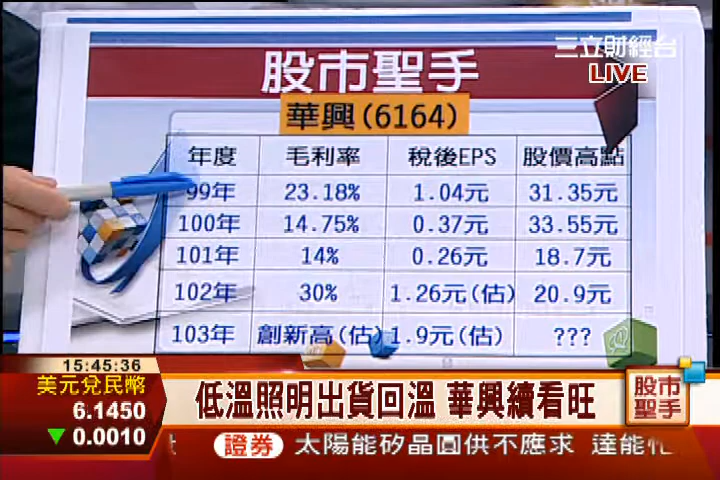 三立財經台
LIVE
股市聖手
華興(6164)
年度 毛利率 稅後EPS 股價高點
99年 23.18% 1.04元 31.35元
100年 14.75% 0.37元 33.55元
101年 14% 0.26元 18.7元
102年 30% 1.26元(估) 20.9元
103年 創新高(估) 1.9元(估) ???
15:45:36
美元兌民幣
6.1450
▼0.0010
低溫照明出貨回溫 華興續看旺
股市
聖手
證券 太陽能矽晶圓供不應求 達能忙